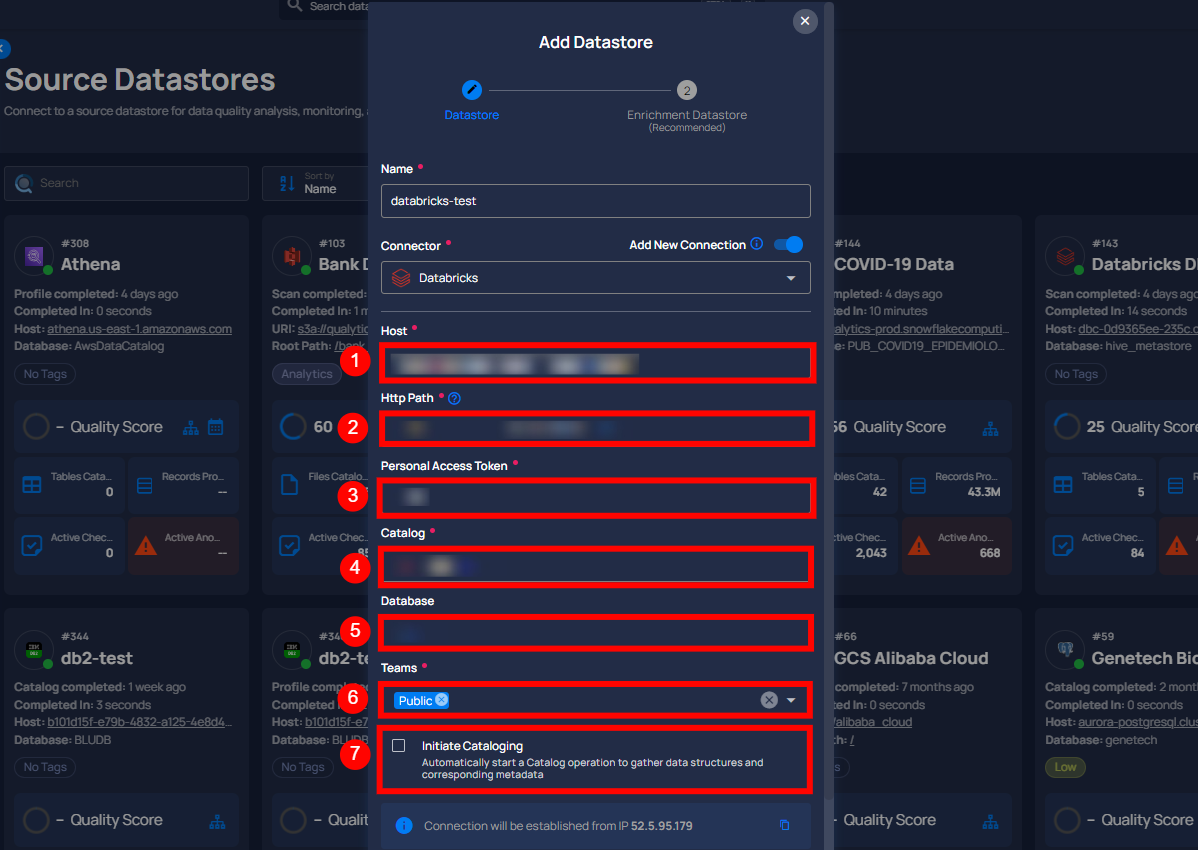 Search data
Add Datastore
2
Datastore
Enrichment Datastore
(Recommended)
Source Datastores
Connect to a source datastore for data quality analysis, monitoring,
Search
Sort by
Name
Name *
databricks-test
Connector *
Add New Connection
Databricks
Host *
1
Http Path *
2
Personal Access Token *
3
Catalog *
4
Database
5
Teams *
6
Public
7
Initiate Cataloging
Automatically start a Catalog operation to gather data structures and
corresponding metadata
Connection will be established from IP 52.5.95.179
#308
Athena
Profile completed: 4 days ago
Completed In: 0 seconds
Host: athena.us-east-1.amazonaws.com
Database: AwsDataCatalog
No Tags
– Quality Score
Tables Cata...
0
Records Pro...
--
Active Chec...
0
Active Ano...
--
#103
Bank D
Scan completed:
Completed In: 1 m
URI: s3a://qualytic
Root Path: /bank
Analytics
60
Files Catalo
Active Chec
85
#144
COVID-19 Data
mpleted: 4 days ago
ted In: 10 minutes
alytics-prod.snowflakecomputi...
e: PUB_COVID19_EPIDEMIOLO...
56 Quality Score
bles Cata...
42
Records Pro...
43.3M
ctive Chec...
2,043
Active Ano...
668
#143
Databricks DI
Scan completed: 4 days ago
Completed In: 14 seconds
Host: dbc-0d9365ee-235c.c
Database: hive_metastore
No Tags
25 Quality Score
Tables Cata...
5
R
Active Chec...
84
#344
db2-test
Catalog completed: 1 week ago
Completed In: 3 seconds
Host: b101d15f-e79b-4832-a125-4e8d4...
Database: BLUDB
No Tags
– Quality Score
#34
db2-te
Profile completed
Completed In:
Host: b101d15f-e7
Database: BLUDB
No Tags
– Qualit
#66
GCS Alibaba Cloud
mpleted: 7 months ago
ted In: 0 seconds
/alibaba_cloud
th: /
s
– Quality Score
#59
Genetech Bio
Catalog completed: 2 mont
Completed In: 0 seconds
Host: aurora-postgresql.clus
Database: genetech
Low
– Quality Score